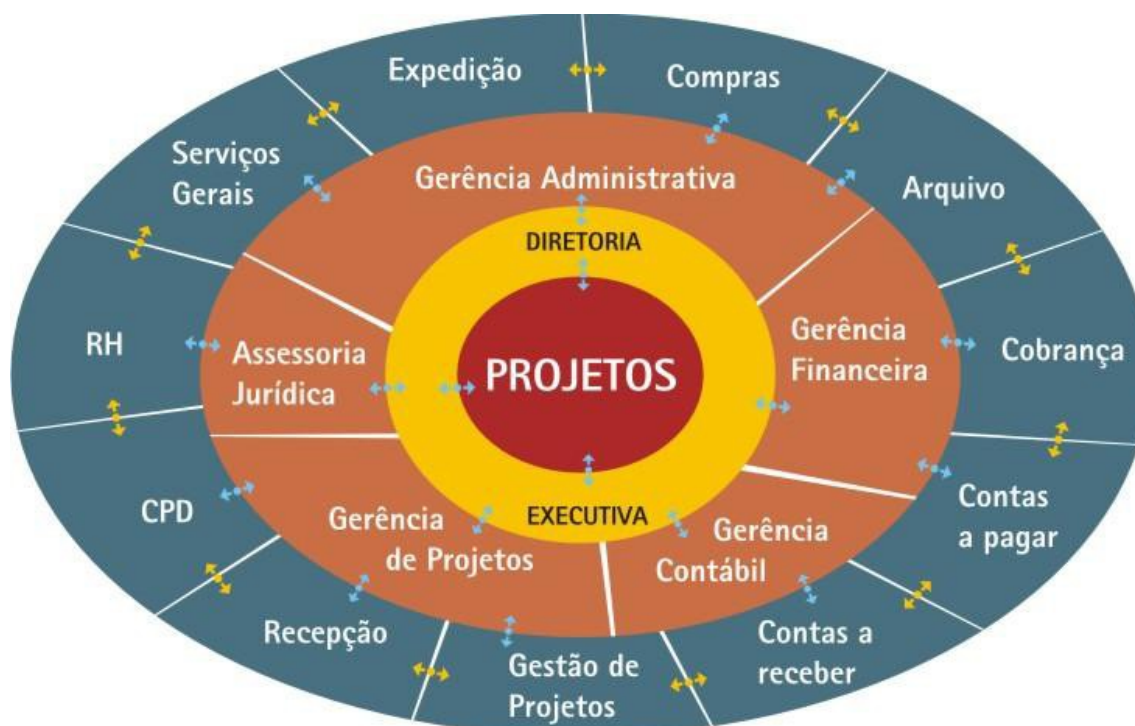 Expedição
Compras
Serviços
Gerais
Gerência Administrativa
Arquivo
DIRETORIA
RH
Assessoria
Jurídica
PROJETOS
Gerência
Financeira
Cobrança
CPD
Gerência
de Projetos
EXECUTIVA
Gerência
Contábil
Contas
a pagar
Recepção
Gestão de
Projetos
Contas a
receber